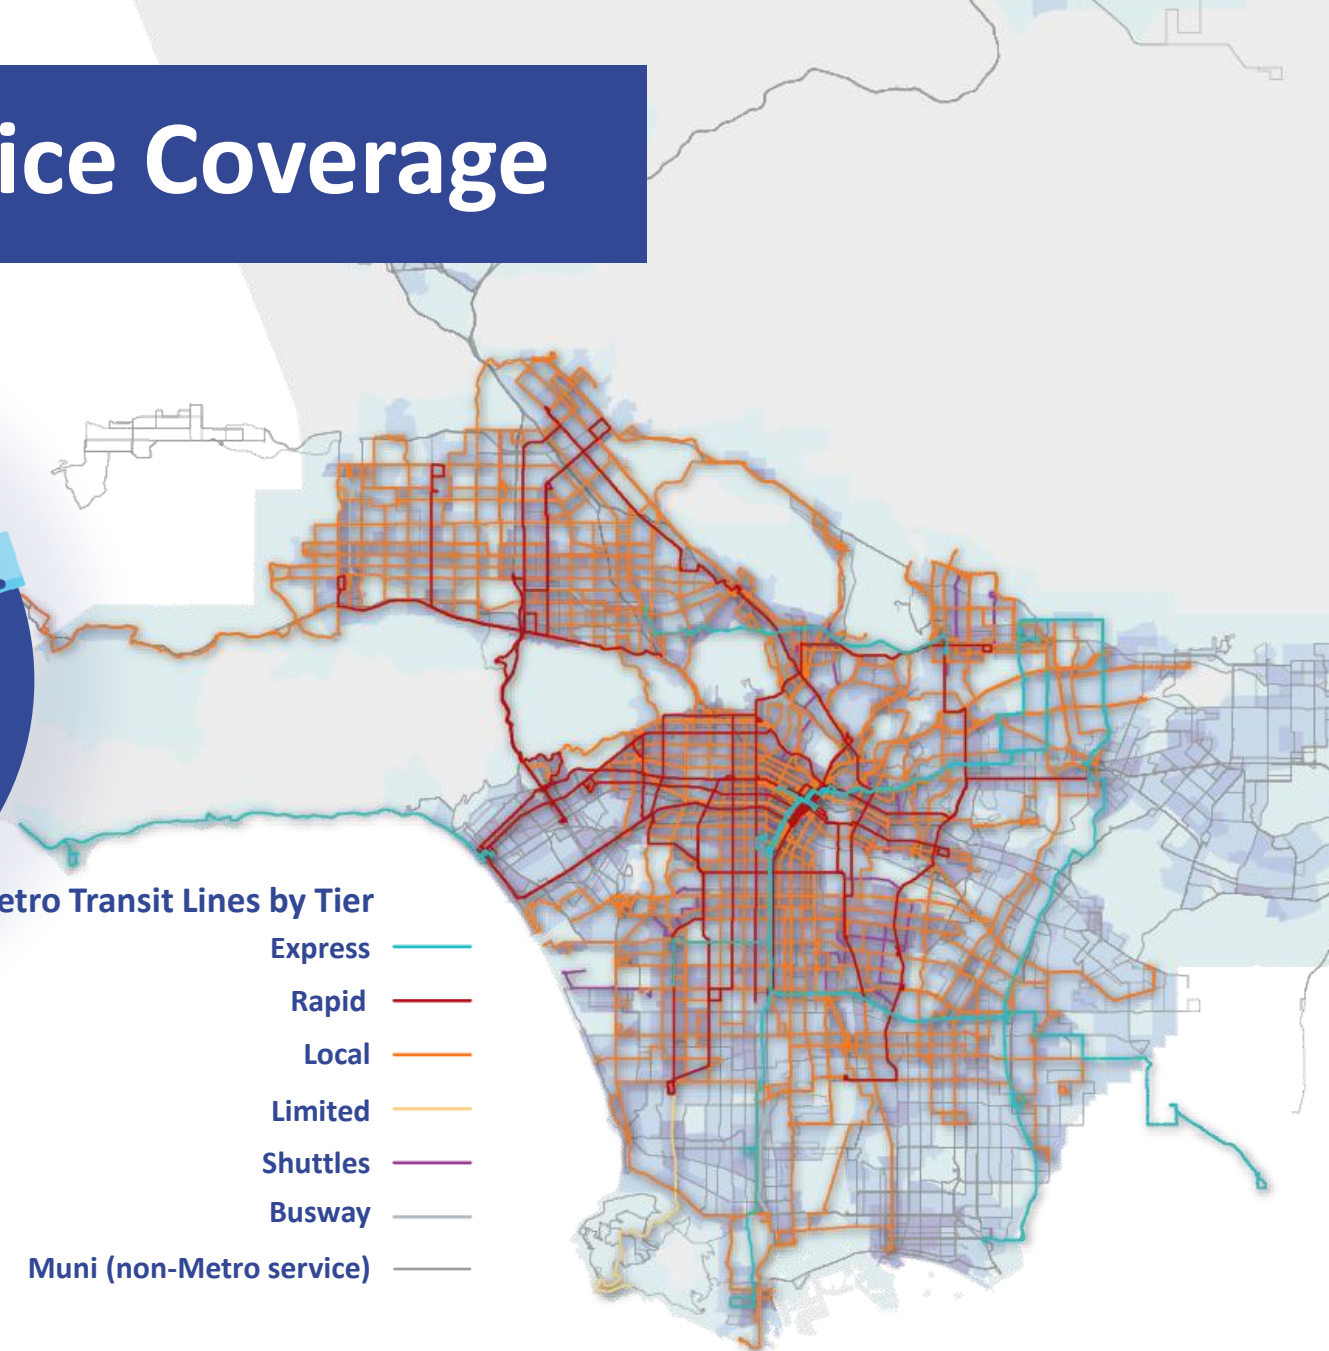 ice Coverage
etro Transit Lines by Tier
Express
Rapid
Local
Limited
Shuttles
Busway
Muni (non-Metro service)